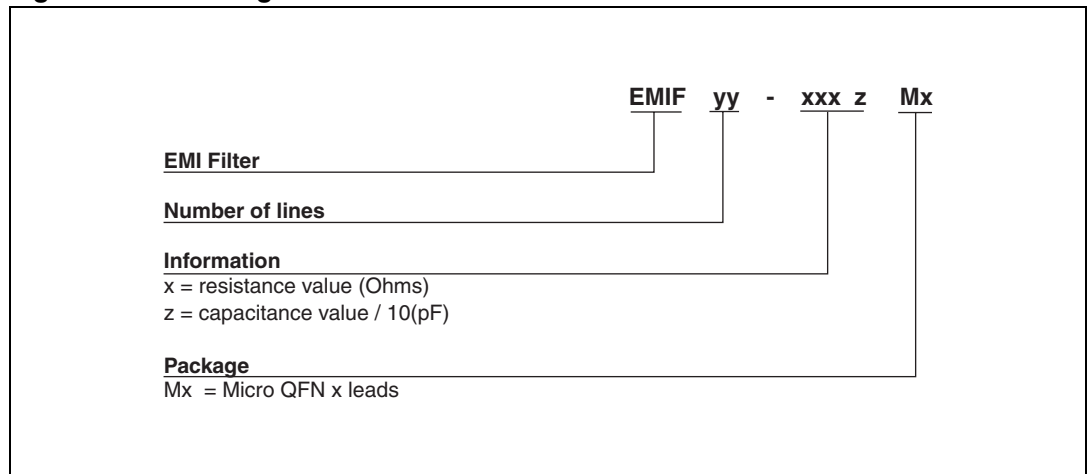 EMIF yy - xxx z Mx
EMI Filter
Number of lines
Information
x = resistance value (Ohms)
z = capacitance value / 10(pF)
Package
Mx = Micro QFN x leads